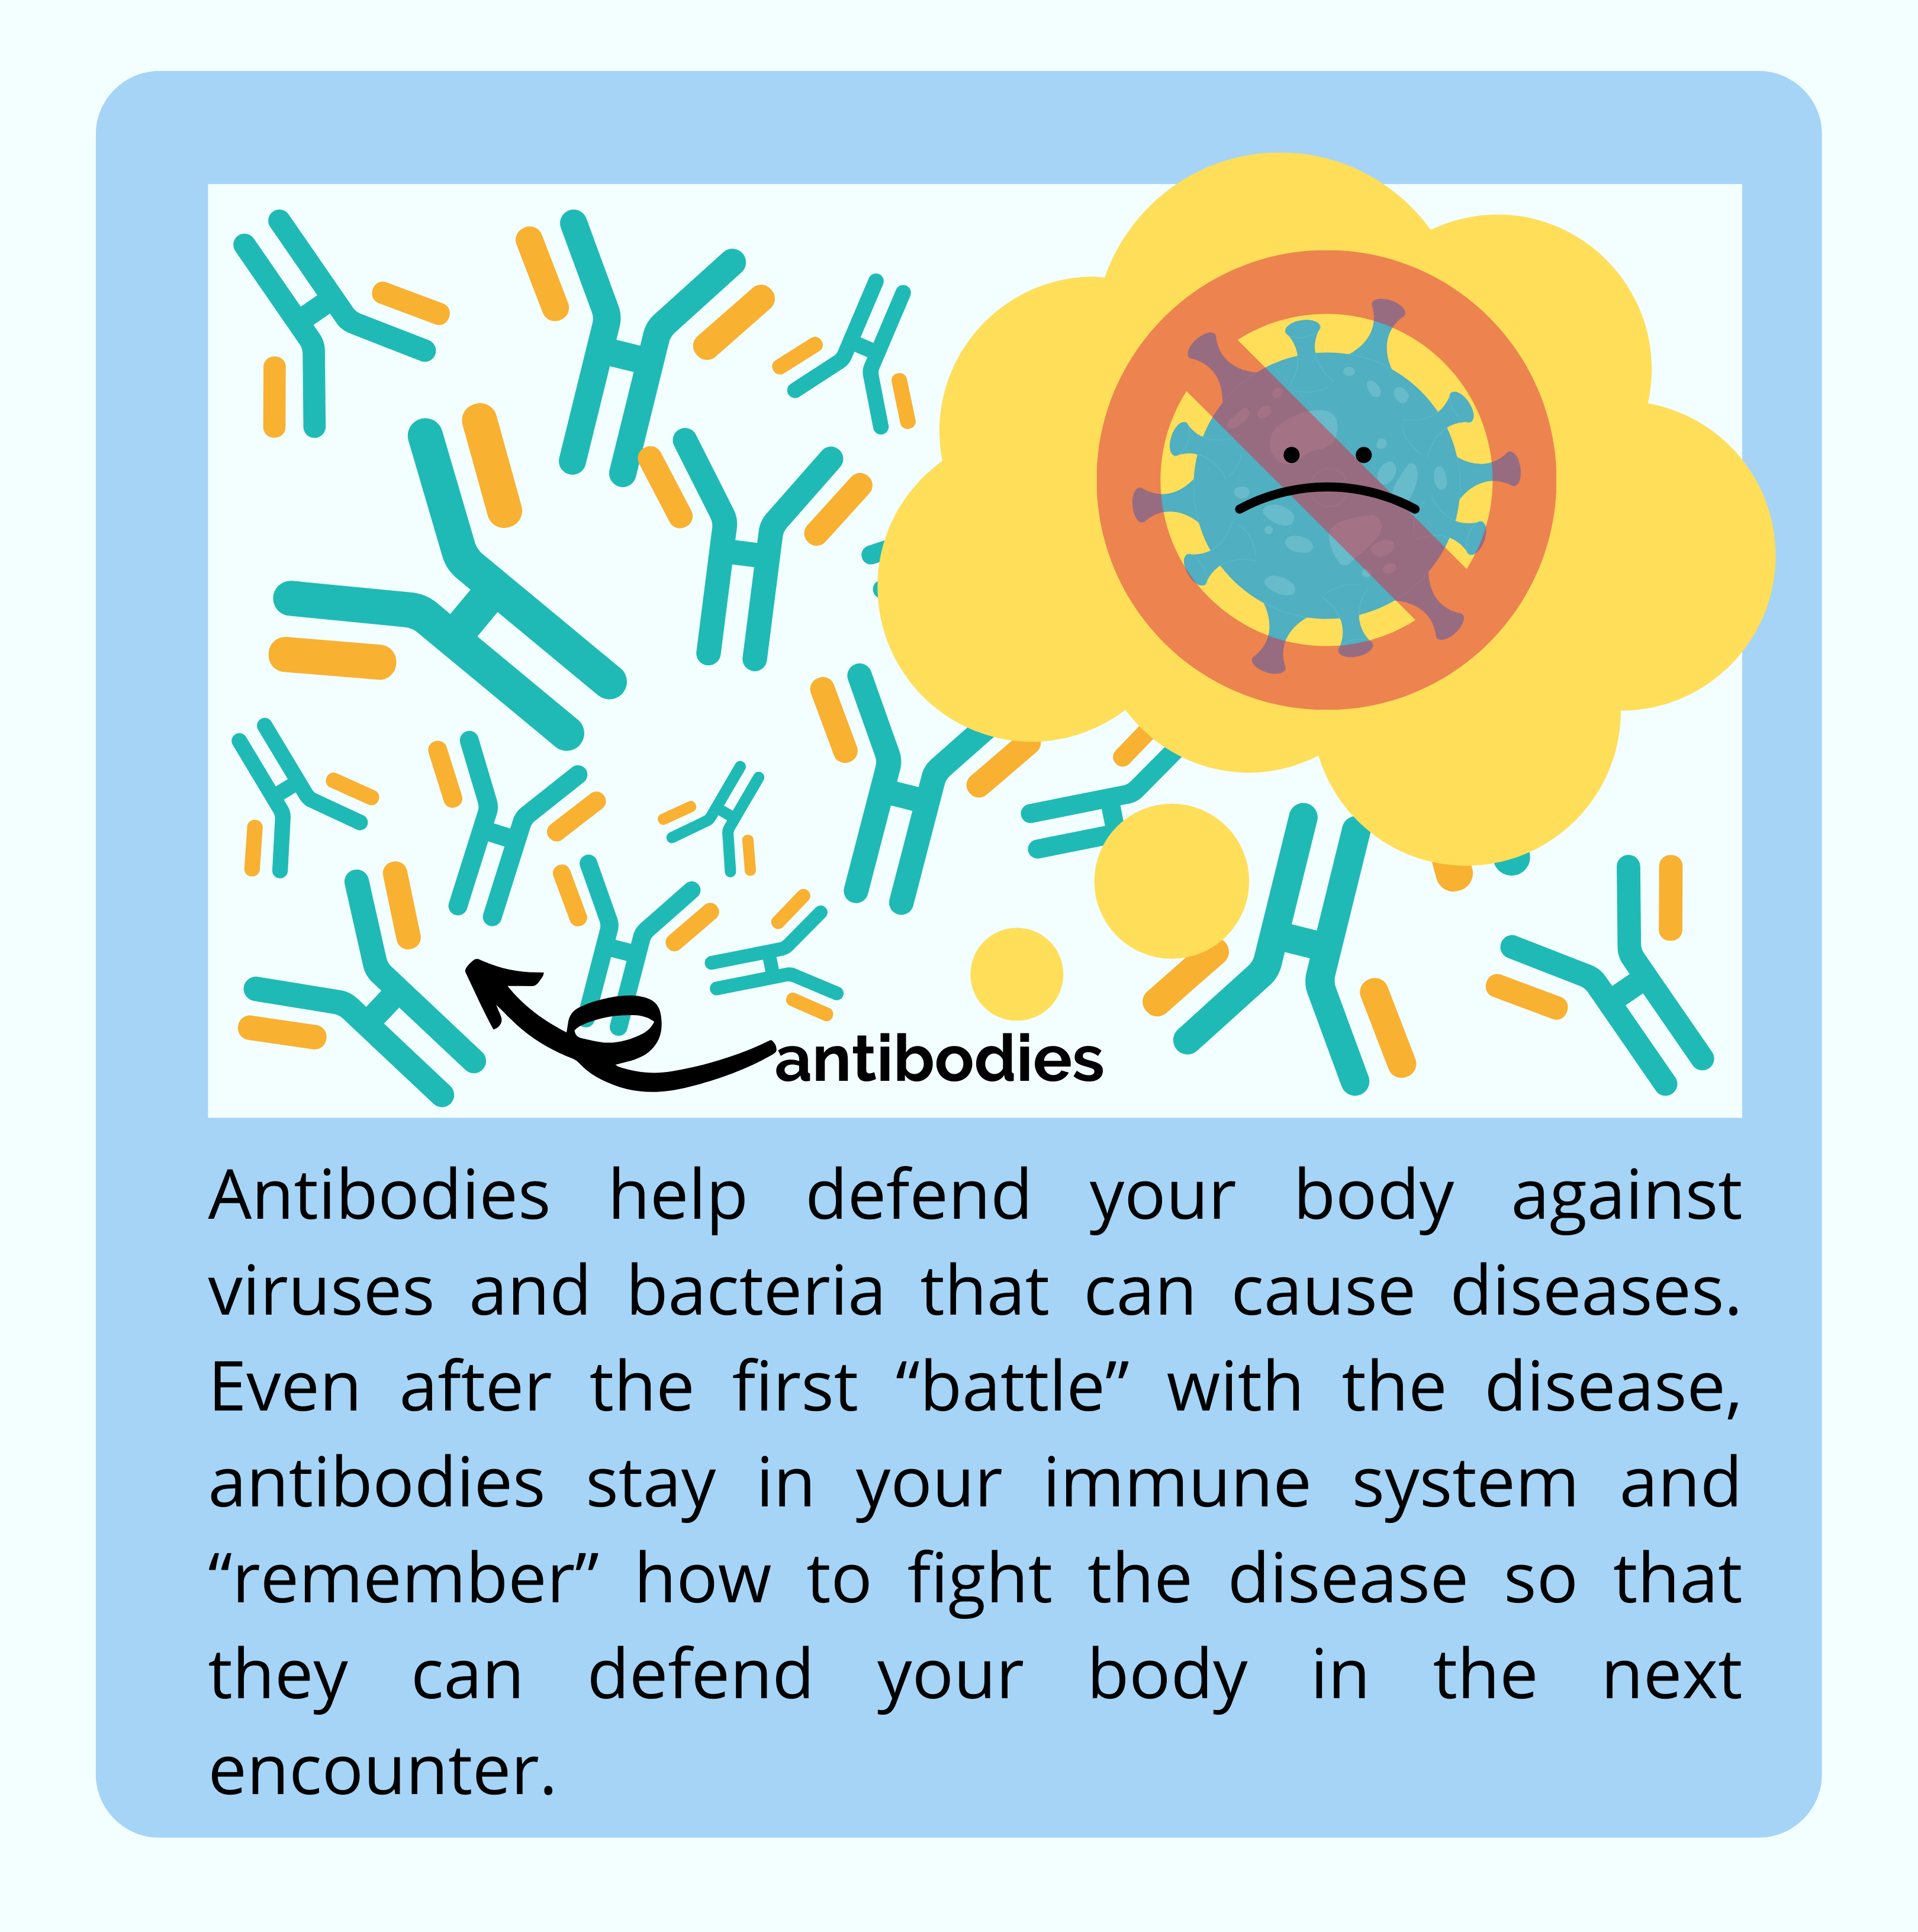 antibodies
Antibodies help defend your body against
viruses and bacteria that can cause diseases.
Even after the first “battle” with the disease,
antibodies stay in your immune system and
“remember” how to fight the disease so that
they can defend your body in the next
encounter.